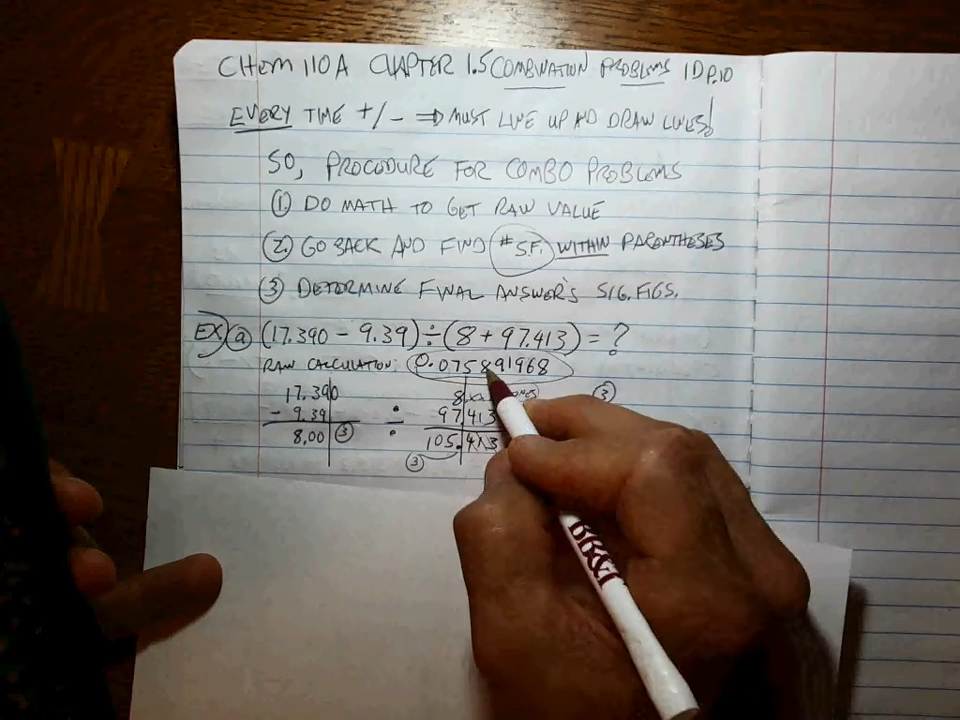 CHEM 110A CHAPTER 1.5 COMBINATION PROBLEMS 1D P.10
EVERY TIME +/- ⇒ MUST LINE UP AND DRAW LINES!
SO, PROCEDURE FOR COMBO PROBLEMS
① DO MATH TO GET RAW VALUE
② GO BACK AND FIND #S.F. WITHIN PARENTHESES
③ DETERMINE FINAL ANSWER'S SIG. FIGS.
EX) ⓐ (17.390 - 9.39) ÷ (8 + 97.413) = ?
RAW CALCULATION: 0.075891968
17.390 8 ③
- 9.39 ÷ 97.413
8.00 ③ 105.413
③
BB&T